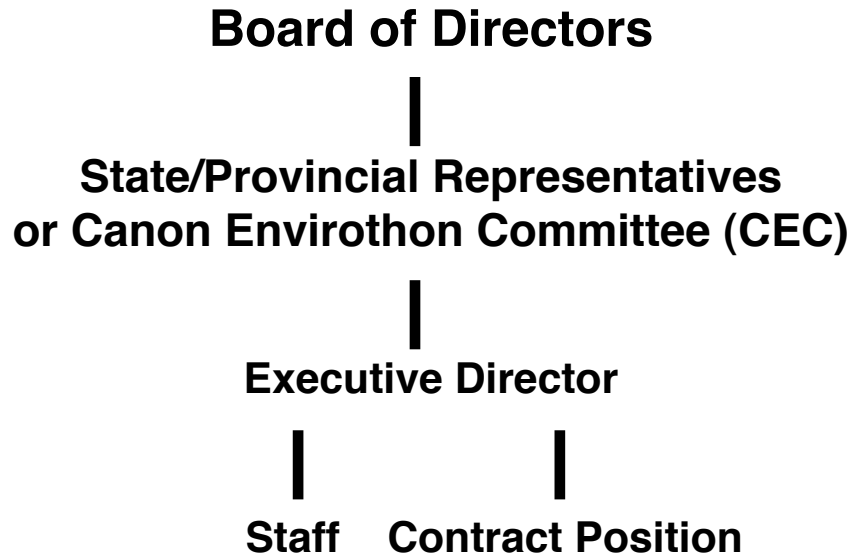 Board of Directors
State/Provincial Representatives
or Canon Envirothon Committee (CEC)
Executive Director
Staff Contract Position